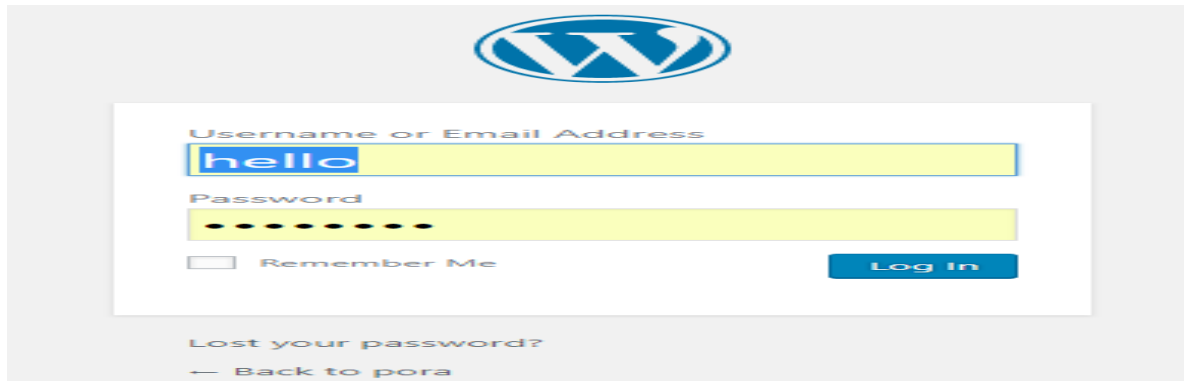 Username or Email Address
hello
Password
••••••••
Remember Me
Log In
Lost your password?
← Back to pora